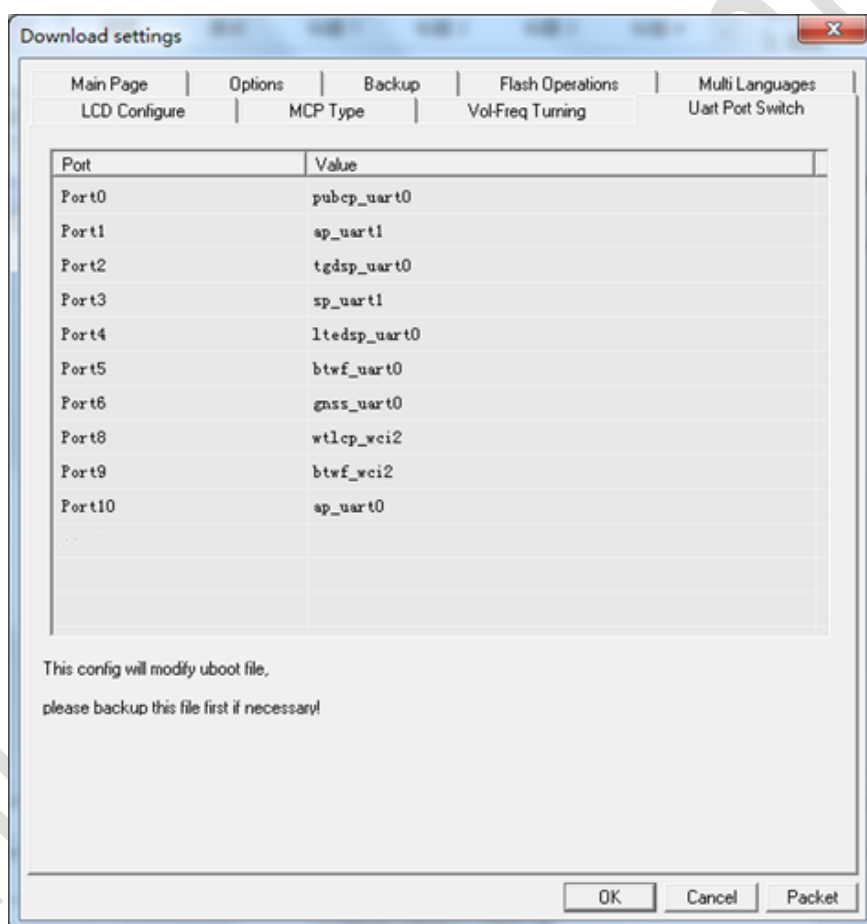 Download settings
Main Page Options Backup Flash Operations Multi Languages
LCD Configure MCP Type Vol-Freq Turning Uart Port Switch
Port Value
Port0 pubcp_uart0
Port1 ap_uart1
Port2 tgdsp_uart0
Port3 sp_uart1
Port4 ltedsp_uart0
Port5 btwf_uart0
Port6 gnss_uart0
Port8 wtlcp_wci2
Port9 btwf_wci2
Port10 ap_uart0
This config will modify uboot file,
please backup this file first if necessary!
OK Cancel Packet